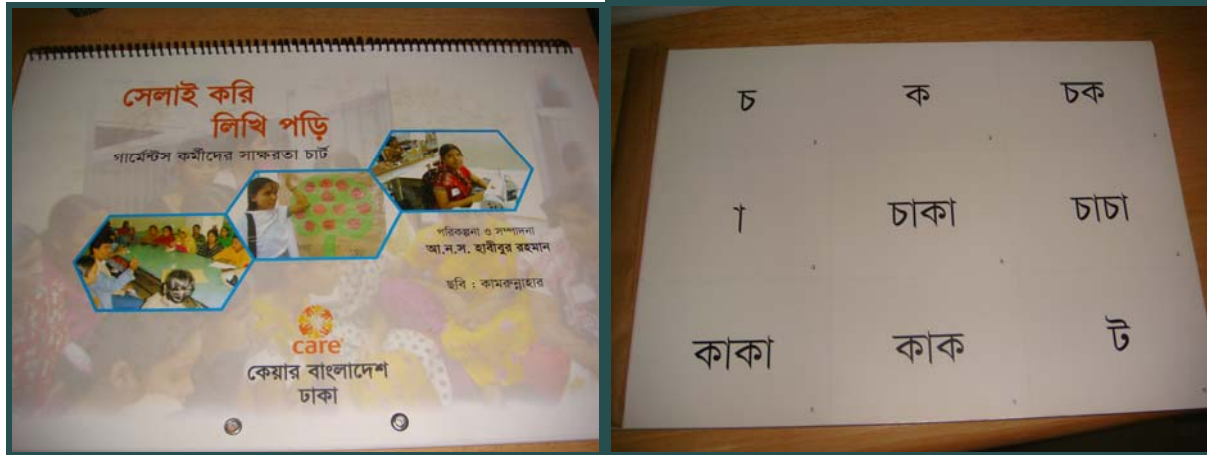 সেলাই করি
লিখি পড়ি
গার্মেন্টস কর্মীদের সাক্ষরতা চার্ট
পরিকল্পনা ও সম্পাদনা
আ.ন.স. হাবীবুর রহমান
ছবি : কামরুন্নাহার
care
কেয়ার বাংলাদেশ
ঢাকা
চ ক চক
া চাকা চাচা
কাকা কাক ট